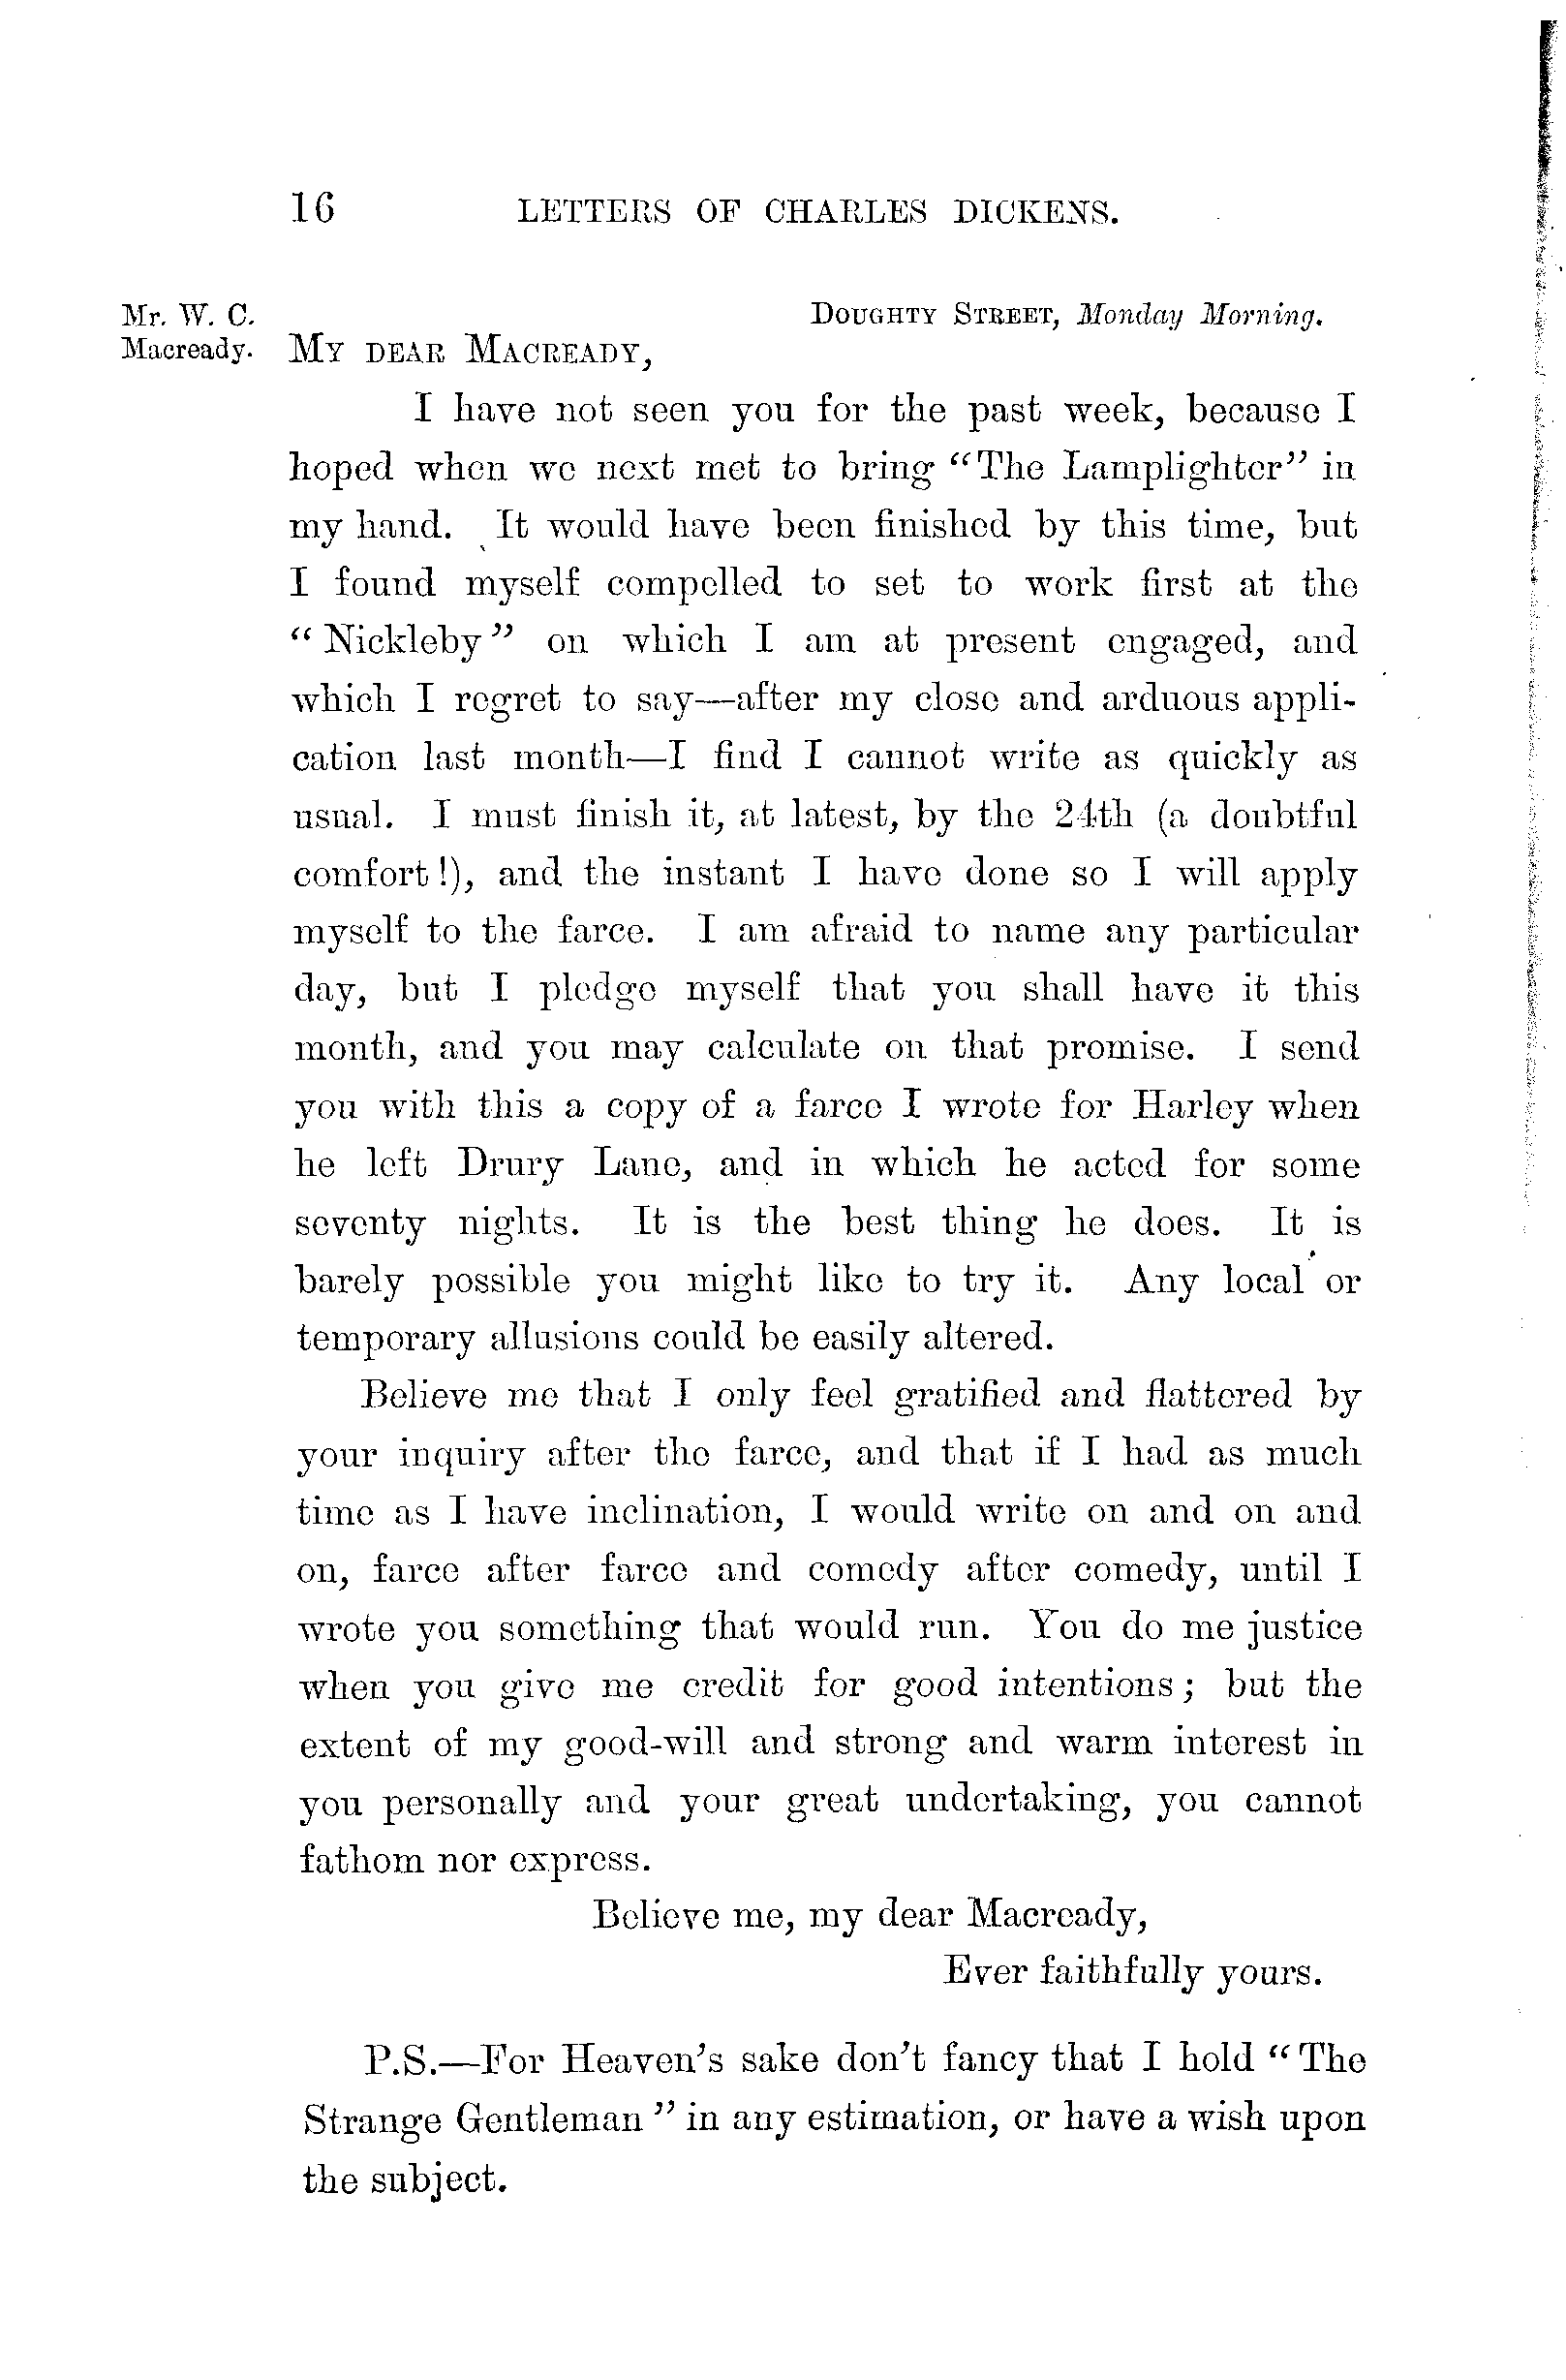 16 LETTERS OF CHARLES DICKENS.
Mr. W. C. Macready.
DOUGHTY STREET, Monday Morning.
MY DEAR MACREADY,
I have not seen you for the past week, because I
hoped when we next met to bring “The Lamplighter” in
my hand. It would have been finished by this time, but
I found myself compelled to set to work first at the
“Nickleby” on which I am at present engaged, and
which I regret to say—after my close and arduous appli-
cation last month—I find I cannot write as quickly as
usual. I must finish it, at latest, by the 24th (a doubtful
comfort!), and the instant I have done so I will apply
myself to the farce. I am afraid to name any particular
day, but I pledge myself that you shall have it this
month, and you may calculate on that promise. I send
you with this a copy of a farce I wrote for Harley when
he left Drury Lane, and in which he acted for some
seventy nights. It is the best thing he does. It is
barely possible you might like to try it. Any local or
temporary allusions could be easily altered.
Believe me that I only feel gratified and flattered by
your inquiry after the farce, and that if I had as much
time as I have inclination, I would write on and on and
on, farce after farce and comedy after comedy, until I
wrote you something that would run. You do me justice
when you give me credit for good intentions; but the
extent of my good-will and strong and warm interest in
you personally and your great undertaking, you cannot
fathom nor express.
Believe me, my dear Macready,
Ever faithfully yours.
P.S.—For Heaven's sake don't fancy that I hold “The
Strange Gentleman” in any estimation, or have a wish upon
the subject.